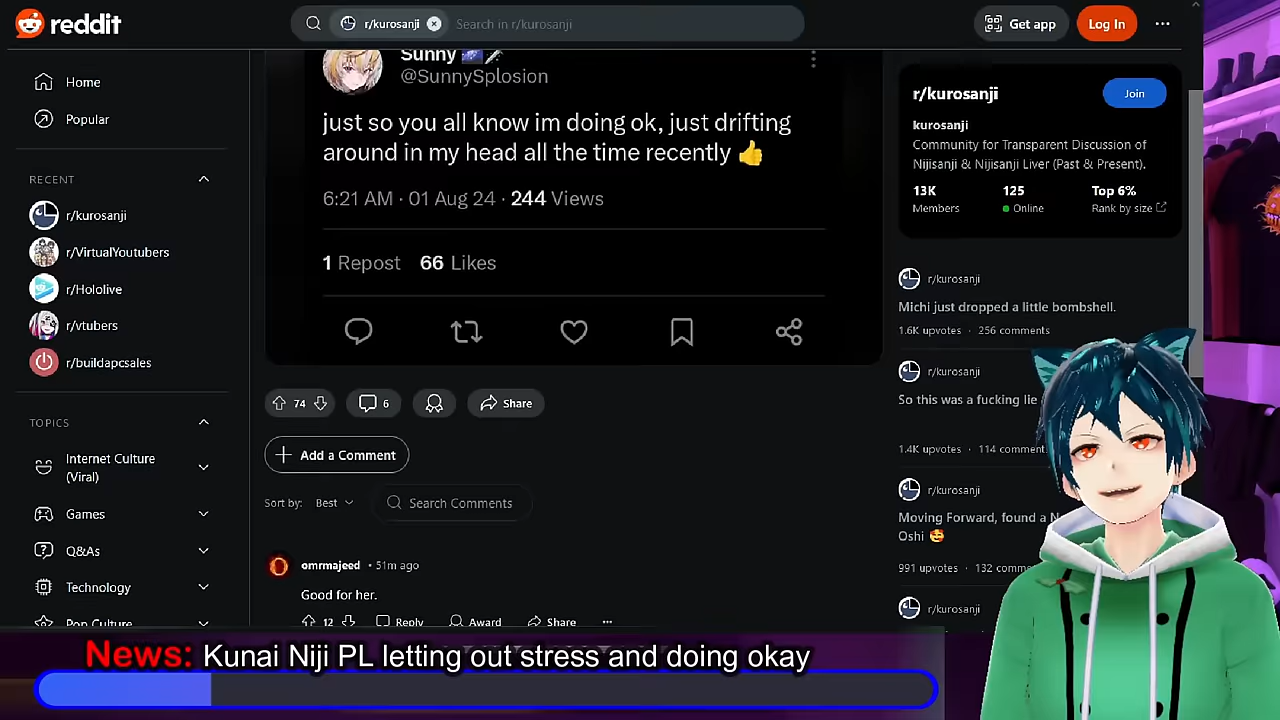 reddit
r/kurosanji
Search in r/kurosanji
Get app
Log In
Home
Popular
RECENT
r/kurosanji
r/VirtualYoutubers
r/Hololive
r/vtubers
r/buildapcsales
TOPICS
Internet Culture
(Viral)
Games
Q&As
Technology
Pop Culture
Sunny
@SunnySplosion
just so you all know im doing ok, just drifting
around in my head all the time recently 👍
6:21 AM · 01 Aug 24 · 244 Views
1 Repost 66 Likes
74
6
Share
Add a Comment
Sort by: Best
Search Comments
omrmajeed • 51m ago
Good for her.
12
Reply
Award
Share
r/kurosanji
Join
kurosanji
Community for Transparent Discussion of
Nijisanji & Nijisanji Liver (Past & Present).
13K 125 Top 6%
Members Online Rank by size
r/kurosanji
Michi just dropped a little bombshell.
1.6K upvotes · 256 comments
r/kurosanji
So this was a fucking lie
1.4K upvotes · 114 comm
r/kurosanji
Moving Forward, found a N
Oshi 🥰
991 upvotes · 132 comme
r/kurosanji
News: Kunai Niji PL letting out stress and doing okay